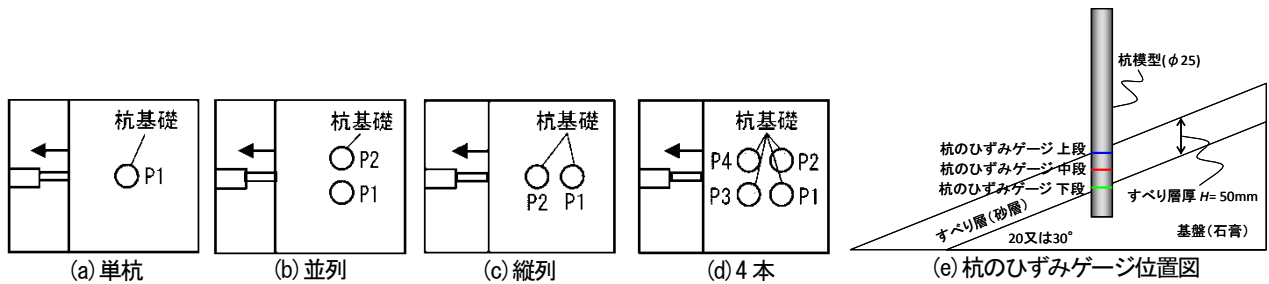 杭基礎
P1
(a)単杭
杭基礎
P2
P1
(b)並列
杭基礎
P2 P1
(c)縦列
杭基礎
P4 P2
P3 P1
(d)4本
杭模型(φ25)
杭のひずみゲージ 上段
杭のひずみゲージ 中段
杭のひずみゲージ 下段
すべり層厚 H= 50mm
すべり層(砂層)
20又は30°
基盤(石膏)
(e)杭のひずみゲージ位置図